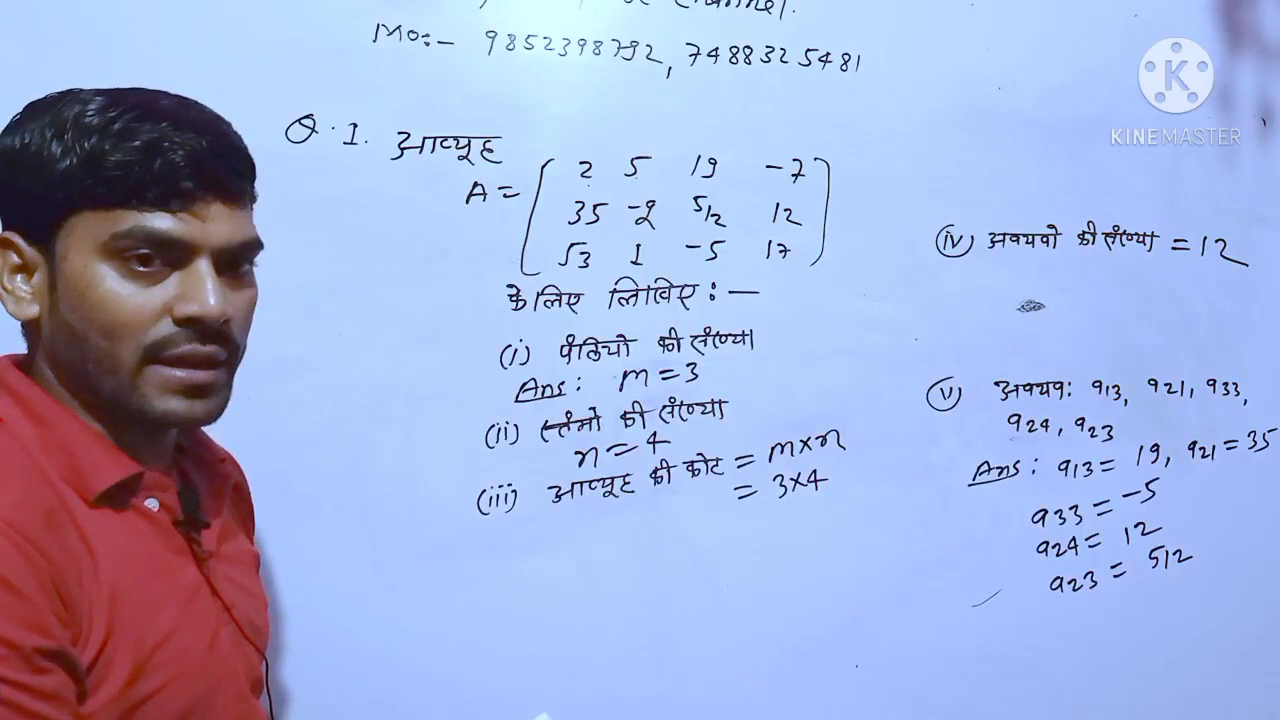 Mo:- 9852398792, 7488325481
Q.1. आव्यूह
A = 2 5 19 -7
35 -2 5/2 12
√3 1 -5 17
के लिए लिखिए :—
(i) पंक्तियो की संख्या
Ans: m = 3
(ii) स्तंभो की संख्या
n = 4
(iii) आव्यूह की कोट = m×n
= 3×4
(iv) अवयवो की संख्या = 12
(v) अवयव: a13, a21, a33,
a24, a23
Ans: a13 = 19, a21 = 35
a33 = -5
a24 = 12
a23 = 5/2
KINEMASTER